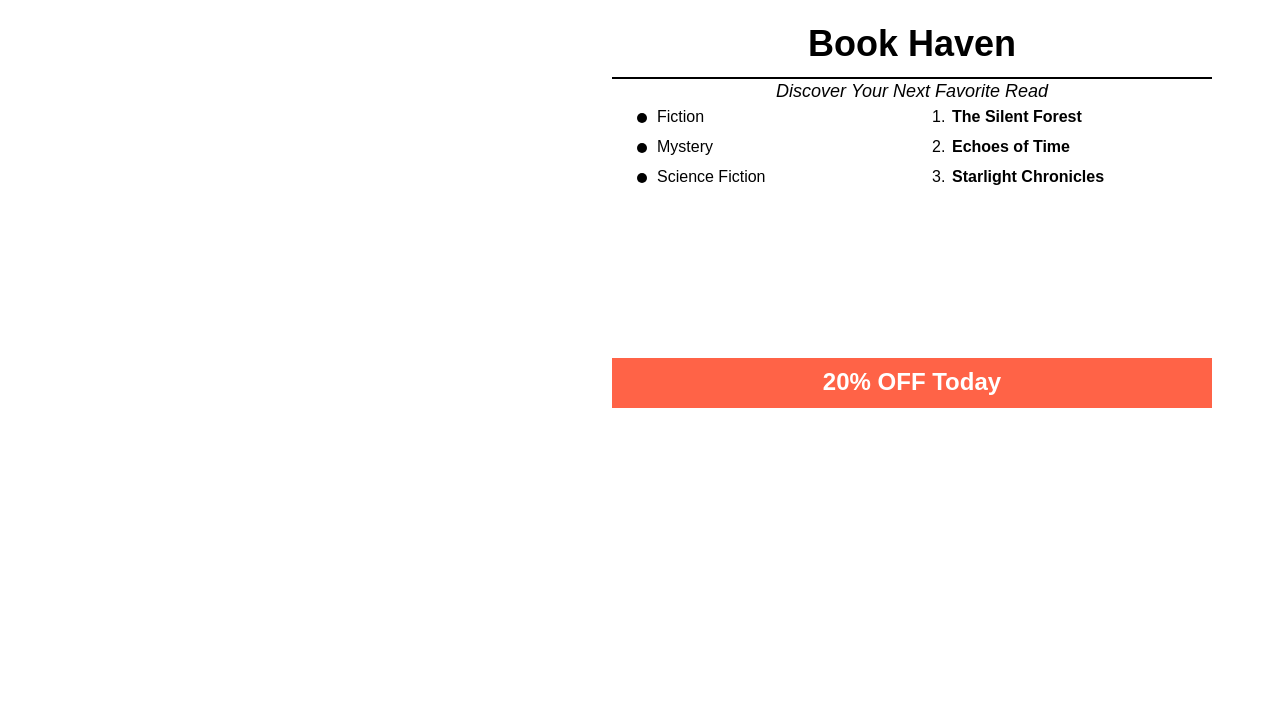 Book Haven
Discover Your Next Favorite Read
Fiction
Mystery
Science Fiction
1. The Silent Forest
2. Echoes of Time
3. Starlight Chronicles
20% OFF Today